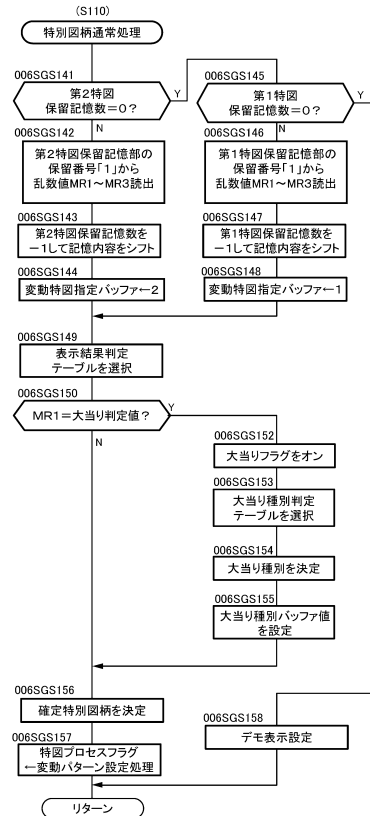 (S110)
特別図柄通常処理
006SGS141
第2特図
保留記憶数=0?
Y
N
006SGS142
第2特図保留記憶部の
保留番号「1」から
乱数値MR1~MR3読出
006SGS143
第2特図保留記憶数を
-1して記憶内容をシフト
006SGS144
変動特図指定バッファ←2
006SGS145
第1特図
保留記憶数=0?
Y
N
006SGS146
第1特図保留記憶部の
保留番号「1」から
乱数値MR1~MR3読出
006SGS147
第1特図保留記憶数を
-1して記憶内容をシフト
006SGS148
変動特図指定バッファ←1
006SGS149
表示結果判定
テーブルを選択
006SGS150
MR1=大当り判定値?
Y
N
006SGS152
大当りフラグをオン
006SGS153
大当り種別判定
テーブルを選択
006SGS154
大当り種別を決定
006SGS155
大当り種別バッファ値
を設定
006SGS156
確定特別図柄を決定
006SGS157
特図プロセスフラグ
←変動パターン設定処理
006SGS158
デモ表示設定
リターン